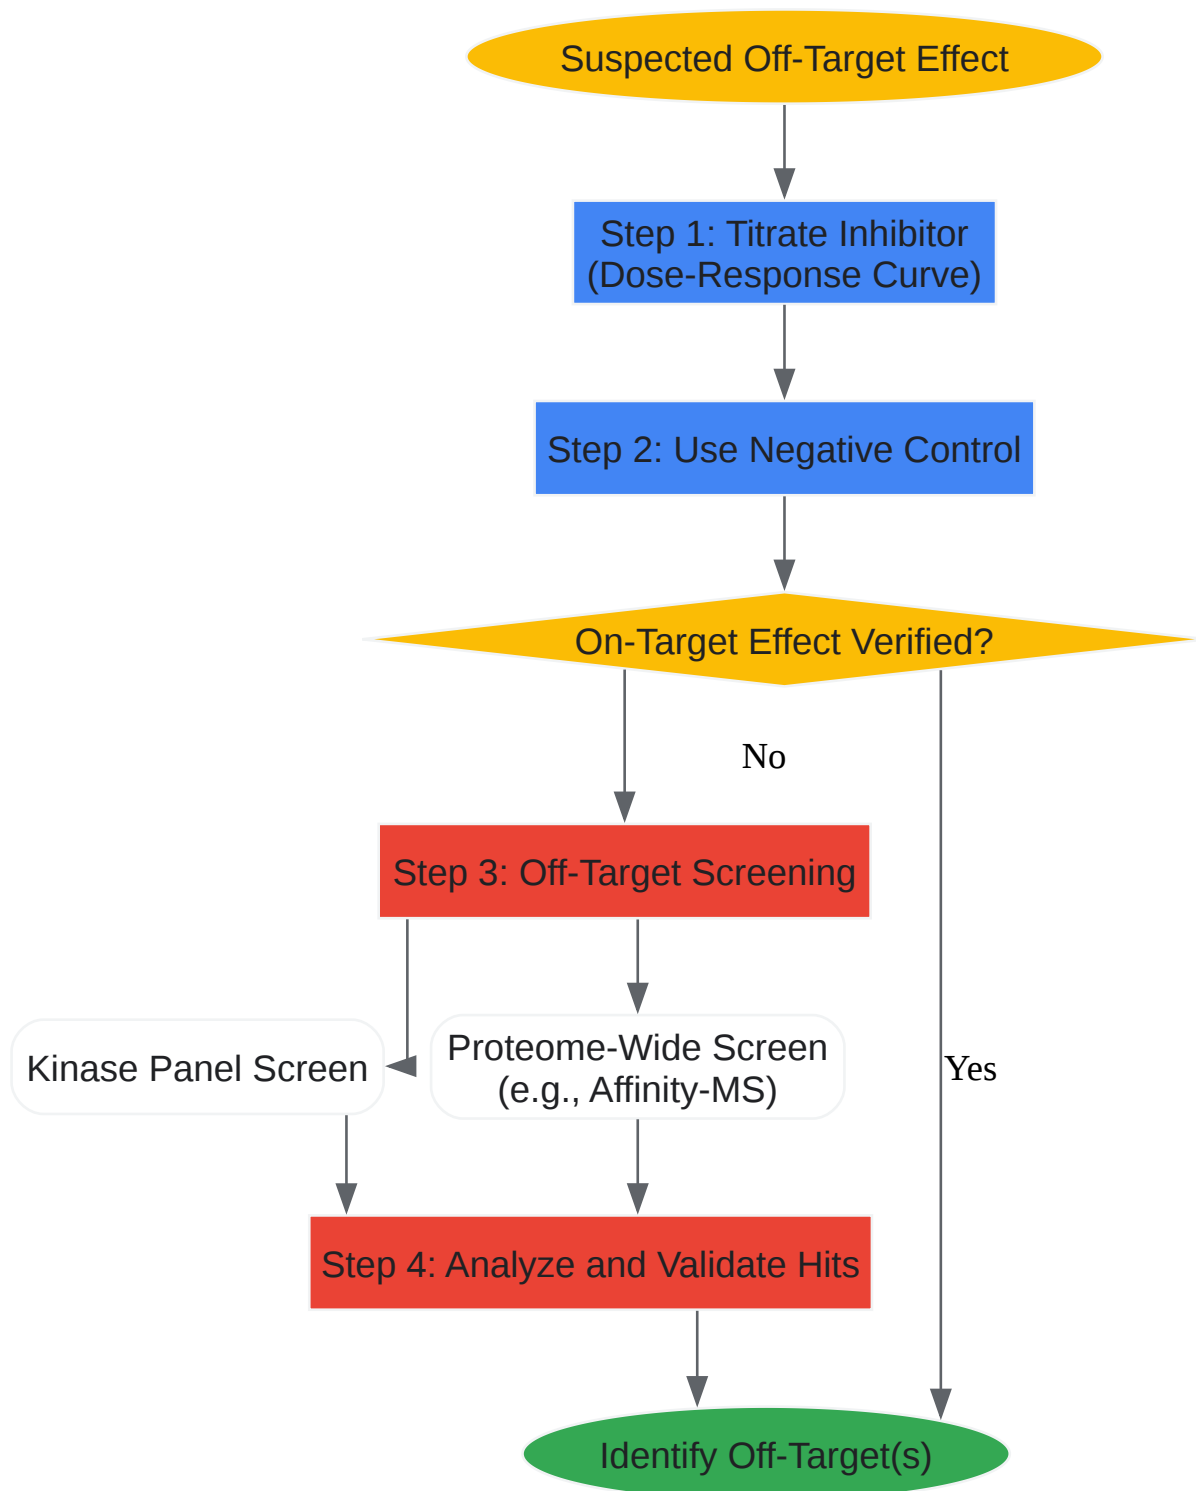 Suspected Off-Target Effect
Step 1: Titrate Inhibitor
(Dose-Response Curve)
Step 2: Use Negative Control
On-Target Effect Verified?
No
Step 3: Off-Target Screening
Kinase Panel Screen
Proteome-Wide Screen
(e.g., Affinity-MS)
Yes
Step 4: Analyze and Validate Hits
Identify Off-Target(s)